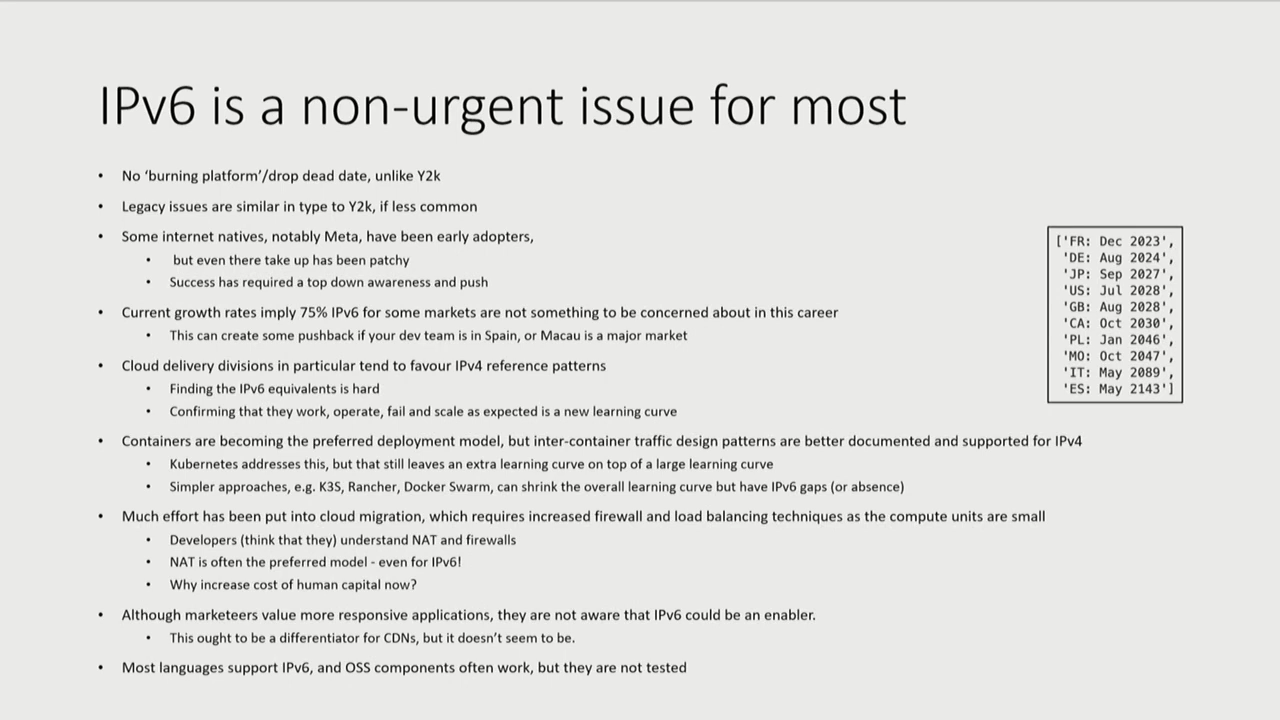 IPv6 is a non-urgent issue for most
• No ‘burning platform’/drop dead date, unlike Y2k
• Legacy issues are similar in type to Y2k, if less common
• Some internet natives, notably Meta, have been early adopters,
• but even there take up has been patchy
• Success has required a top down awareness and push
• Current growth rates imply 75% IPv6 for some markets are not something to be concerned about in this career
• This can create some pushback if your dev team is in Spain, or Macau is a major market
• Cloud delivery divisions in particular tend to favour IPv4 reference patterns
• Finding the IPv6 equivalents is hard
• Confirming that they work, operate, fail and scale as expected is a new learning curve
• Containers are becoming the preferred deployment model, but inter-container traffic design patterns are better documented and supported for IPv4
• Kubernetes addresses this, but that still leaves an extra learning curve on top of a large learning curve
• Simpler approaches, e.g. K3S, Rancher, Docker Swarm, can shrink the overall learning curve but have IPv6 gaps (or absence)
• Much effort has been put into cloud migration, which requires increased firewall and load balancing techniques as the compute units are small
• Developers (think that they) understand NAT and firewalls
• NAT is often the preferred model - even for IPv6!
• Why increase cost of human capital now?
• Although marketeers value more responsive applications, they are not aware that IPv6 could be an enabler.
• This ought to be a differentiator for CDNs, but it doesn’t seem to be.
• Most languages support IPv6, and OSS components often work, but they are not tested
['FR: Dec 2023',
'DE: Aug 2024',
'JP: Sep 2027',
'US: Jul 2028',
'GB: Aug 2028',
'CA: Oct 2030',
'PL: Jan 2046',
'MO: Oct 2047',
'IT: May 2089',
'ES: May 2143']